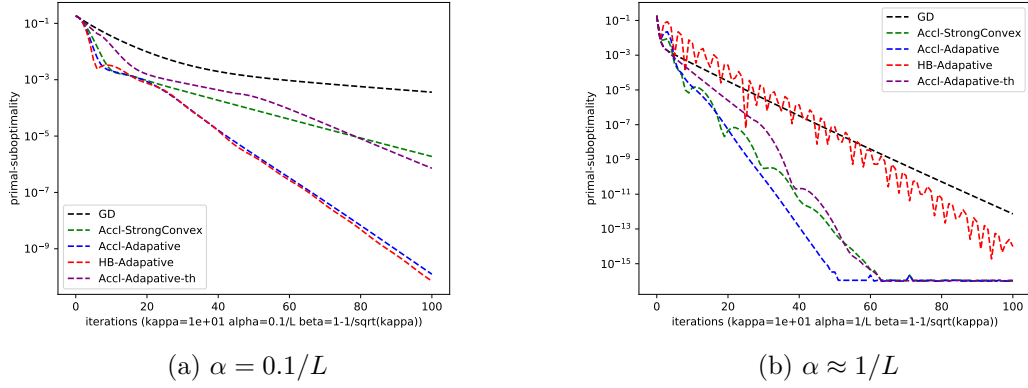 10⁻¹
10⁻³
10⁻⁵
10⁻⁷
10⁻⁹
primal-suboptimality
GD
Accl-StrongConvex
Accl-Adapative
HB-Adapative
Accl-Adapative-th
0 20 40 60 80 100
iterations (kappa=1e+01 alpha=0.1/L beta=1-1/sqrt(kappa))
(a) α = 0.1/L
10⁻¹
10⁻³
10⁻⁵
10⁻⁷
10⁻⁹
10⁻¹¹
10⁻¹³
10⁻¹⁵
primal-suboptimality
GD
Accl-StrongConvex
Accl-Adapative
HB-Adapative
Accl-Adapative-th
0 20 40 60 80 100
iterations (kappa=1e+01 alpha=1/L beta=1-1/sqrt(kappa))
(b) α ≈ 1/L